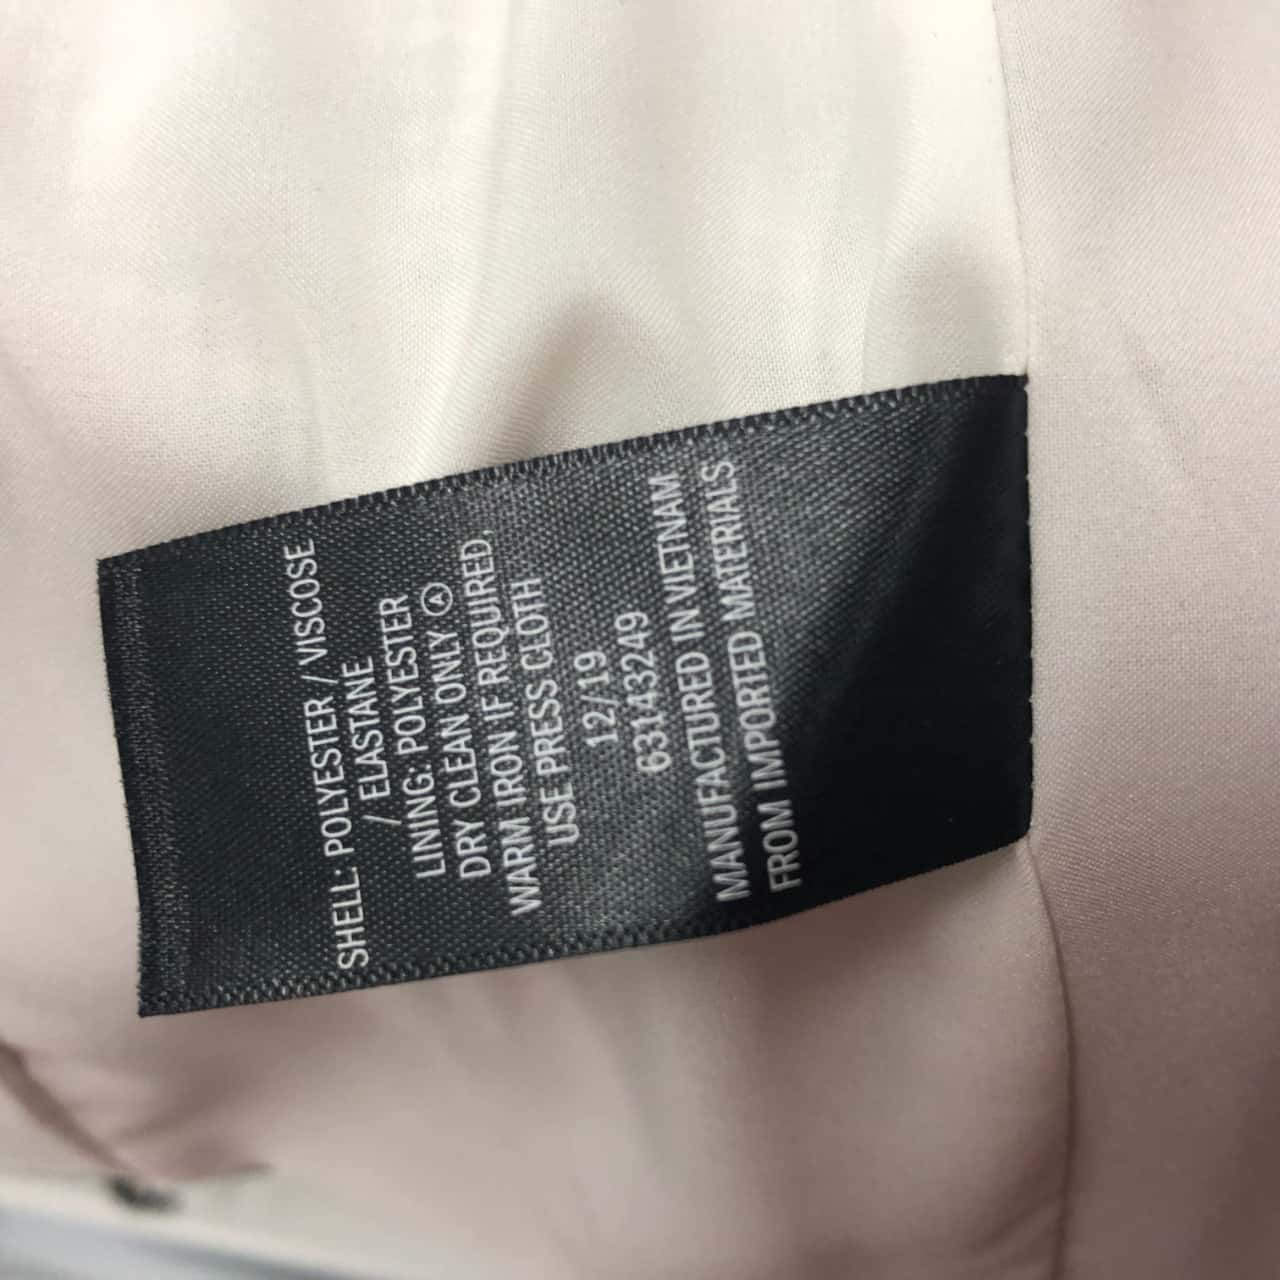 SHELL: POLYESTER / VISCOSE
/ ELASTANE
LINING: POLYESTER
DRY CLEAN ONLY Ⓐ
WARM IRON IF REQUIRED,
USE PRESS CLOTH
12/19
63143249
MANUFACTURED IN VIETNAM
FROM IMPORTED MATERIALS